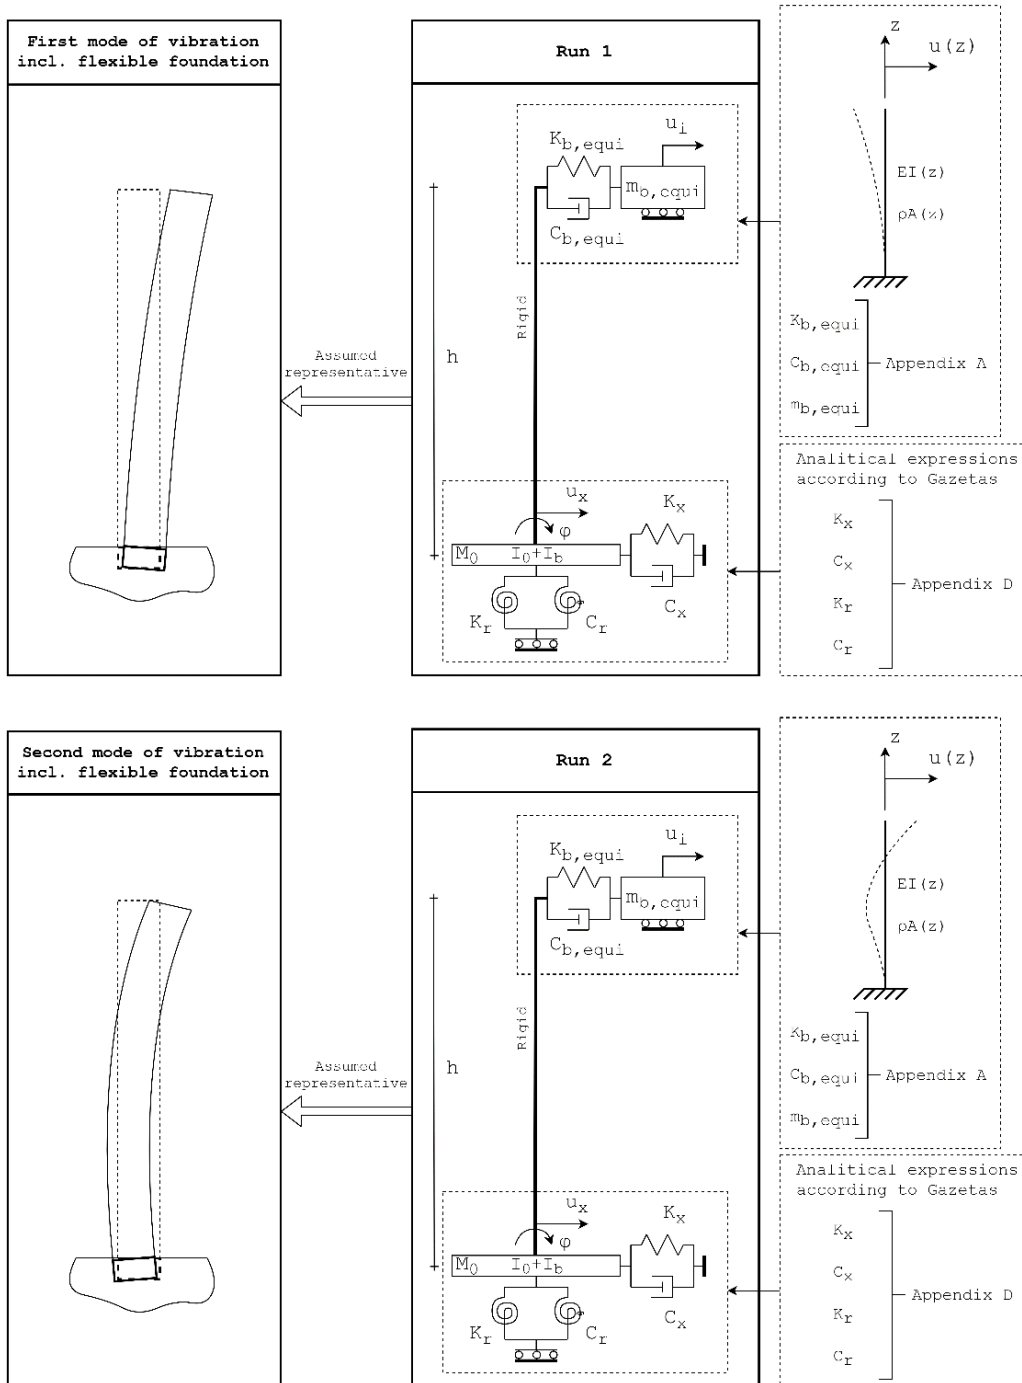 First mode of vibration
incl. flexible foundation
Run 1
z
u(z)
u_i
K_b,equi
m_b,equi
C_b,equi
EI(z)
ρA(z)
Rigid
h
Assumed
representative
K_b,equi
C_b,equi
m_b,equi
Appendix A
u_x
φ
K_x
M_0
I_0+I_b
C_x
K_r
C_r
Analitical expressions
according to Gazetas
K_x
C_x
K_r
C_r
Appendix D
Second mode of vibration
incl. flexible foundation
Run 2
z
u(z)
u_i
K_b,equi
m_b,equi
C_b,equi
EI(z)
ρA(z)
Rigid
h
Assumed
representative
K_b,equi
C_b,equi
m_b,equi
Appendix A
u_x
φ
K_x
M_0
I_0+I_b
C_x
K_r
C_r
Analitical expressions
according to Gazetas
K_x
C_x
K_r
C_r
Appendix D